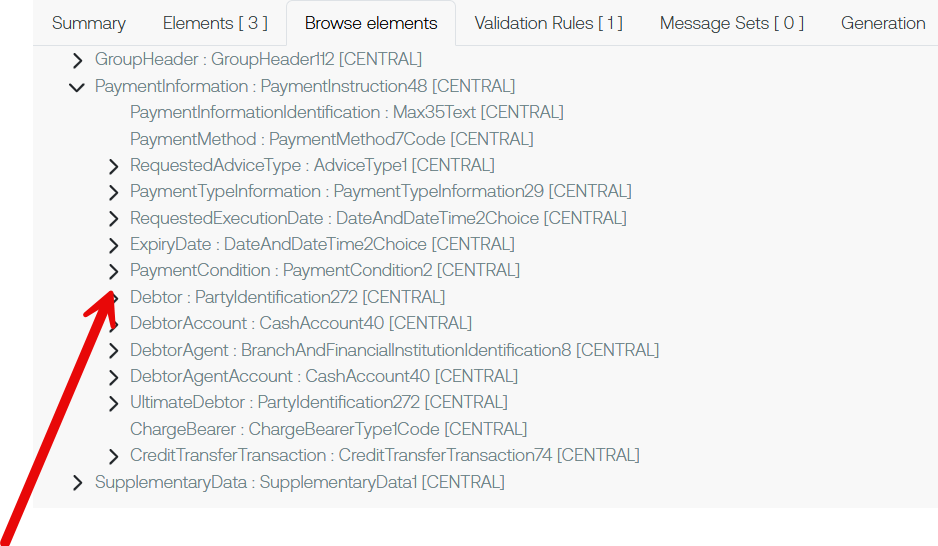 Summary Elements [ 3 ] Browse elements Validation Rules [ 1 ] Message Sets [ 0 ] Generation
GroupHeader : GroupHeader112 [CENTRAL]
PaymentInformation : PaymentInstruction48 [CENTRAL]
PaymentInformationIdentification : Max35Text [CENTRAL]
PaymentMethod : PaymentMethod7Code [CENTRAL]
RequestedAdviceType : AdviceType1 [CENTRAL]
PaymentTypeInformation : PaymentTypeInformation29 [CENTRAL]
RequestedExecutionDate : DateAndDateTime2Choice [CENTRAL]
ExpiryDate : DateAndDateTime2Choice [CENTRAL]
PaymentCondition : PaymentCondition2 [CENTRAL]
Debtor : PartyIdentification272 [CENTRAL]
DebtorAccount : CashAccount40 [CENTRAL]
DebtorAgent : BranchAndFinancialInstitutionIdentification8 [CENTRAL]
DebtorAgentAccount : CashAccount40 [CENTRAL]
UltimateDebtor : PartyIdentification272 [CENTRAL]
ChargeBearer : ChargeBearerType1Code [CENTRAL]
CreditTransferTransaction : CreditTransferTransaction74 [CENTRAL]
SupplementaryData : SupplementaryData1 [CENTRAL]